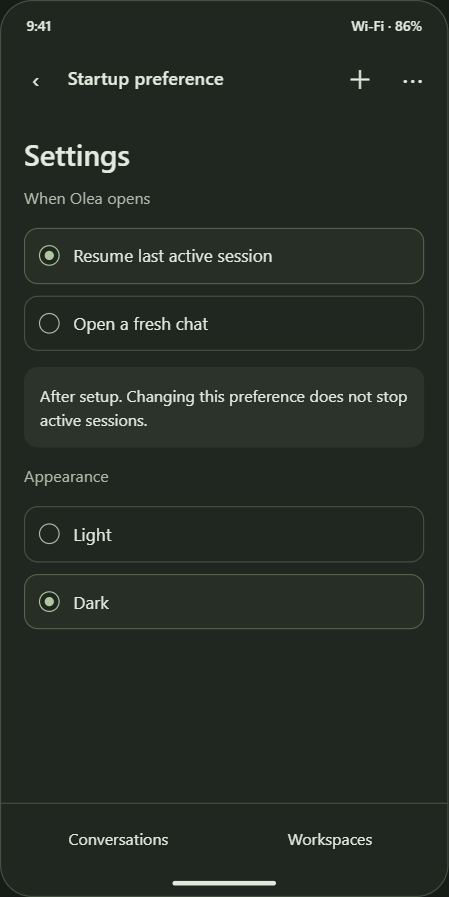 9:41
Wi-Fi · 86%
‹ Startup preference + ...
Settings
When Olea opens
Resume last active session
Open a fresh chat
After setup. Changing this preference does not stop
active sessions.
Appearance
Light
Dark
Conversations
Workspaces